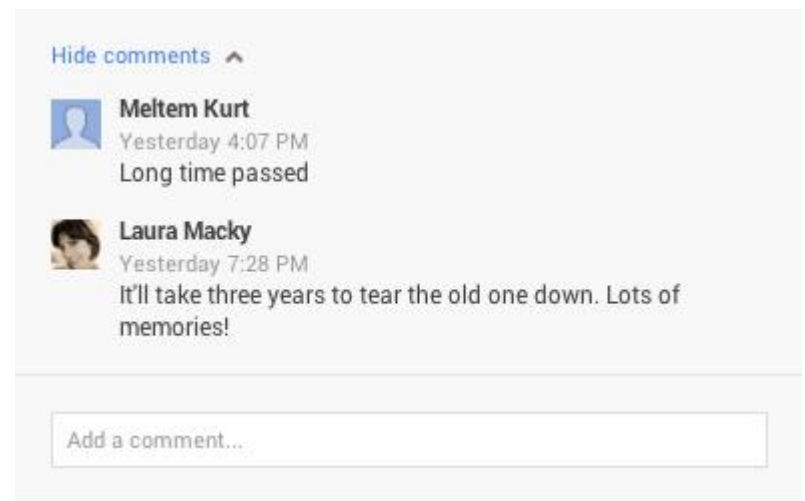 Hide comments
Meltem Kurt
Yesterday 4:07 PM
Long time passed
Laura Macky
Yesterday 7:28 PM
It'll take three years to tear the old one down. Lots of
memories!
Add a comment...